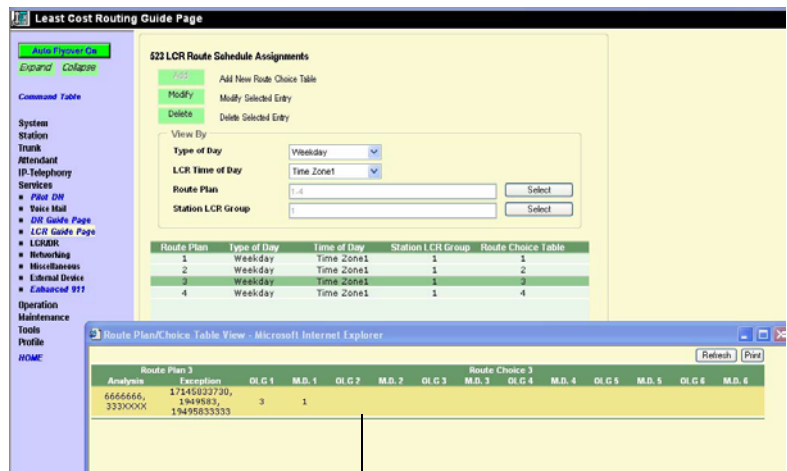 Least Cost Routing Guide Page
Auto Flyover On
Expand Collapse
Command Table
System
Station
Trunk
Attendant
IP-Telephony
Services
Pilot DN
Voice Mail
DR Guide Page
LCR Guide Page
LCR/DR
Networking
Miscellaneous
External Device
Enhanced 911
Operation
Maintenance
Tools
Profile
HOME
523 LCR Route Schedule Assignments
Add Add New Route Choice Table
Modify Modify Selected Entry
Delete Delete Selected Entry
View By
Type of Day Weekday
LCR Time of Day Time Zone1
Route Plan 1-4 Select
Station LCR Group 1 Select
Route Plan Type of Day Time of Day Station LCR Group Route Choice Table
1 Weekday Time Zone1 1 1
2 Weekday Time Zone1 1 2
3 Weekday Time Zone1 1 3
4 Weekday Time Zone1 1 4
Route Plan/Choice Table View - Microsoft Internet Explorer
Refresh Print
Route Plan 3 Route Choice 3
Analysis Exception OLG 1 M.D. 1 OLG 2 M.D. 2 OLG 3 M.D. 3 OLG 4 M.D. 4 OLG 5 M.D. 5 OLG 6 M.D. 6
6666666, 333XXXX 17145833730, 1949583, 19495833333 3 1